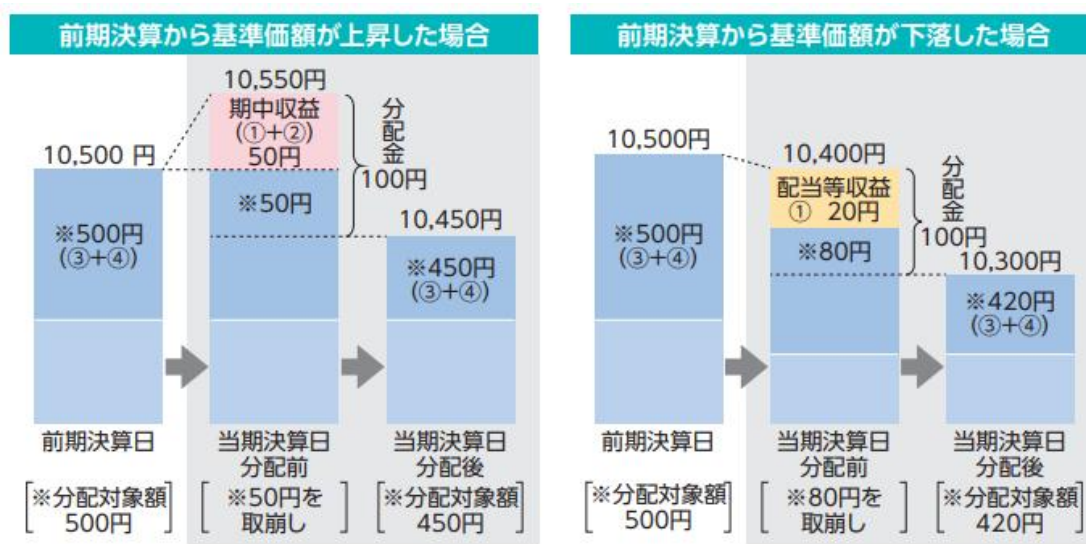 前期決算から基準価額が上昇した場合
10,550円
期中収益
(①+②)
50円
分配金
100円
10,500 円
※500円
(③+④)
※50円
10,450円
※450円
(③+④)
前期決算日
当期決算日
分配前
当期決算日
分配後
※分配対象額
500円
※50円を
取崩し
※分配対象額
450円
前期決算から基準価額が下落した場合
10,500円
10,400円
配当等収益
① 20円
分配金
100円
※500円
(③+④)
※80円
10,300円
※420円
(③+④)
前期決算日
当期決算日
分配前
当期決算日
分配後
※分配対象額
500円
※80円を
取崩し
※分配対象額
420円